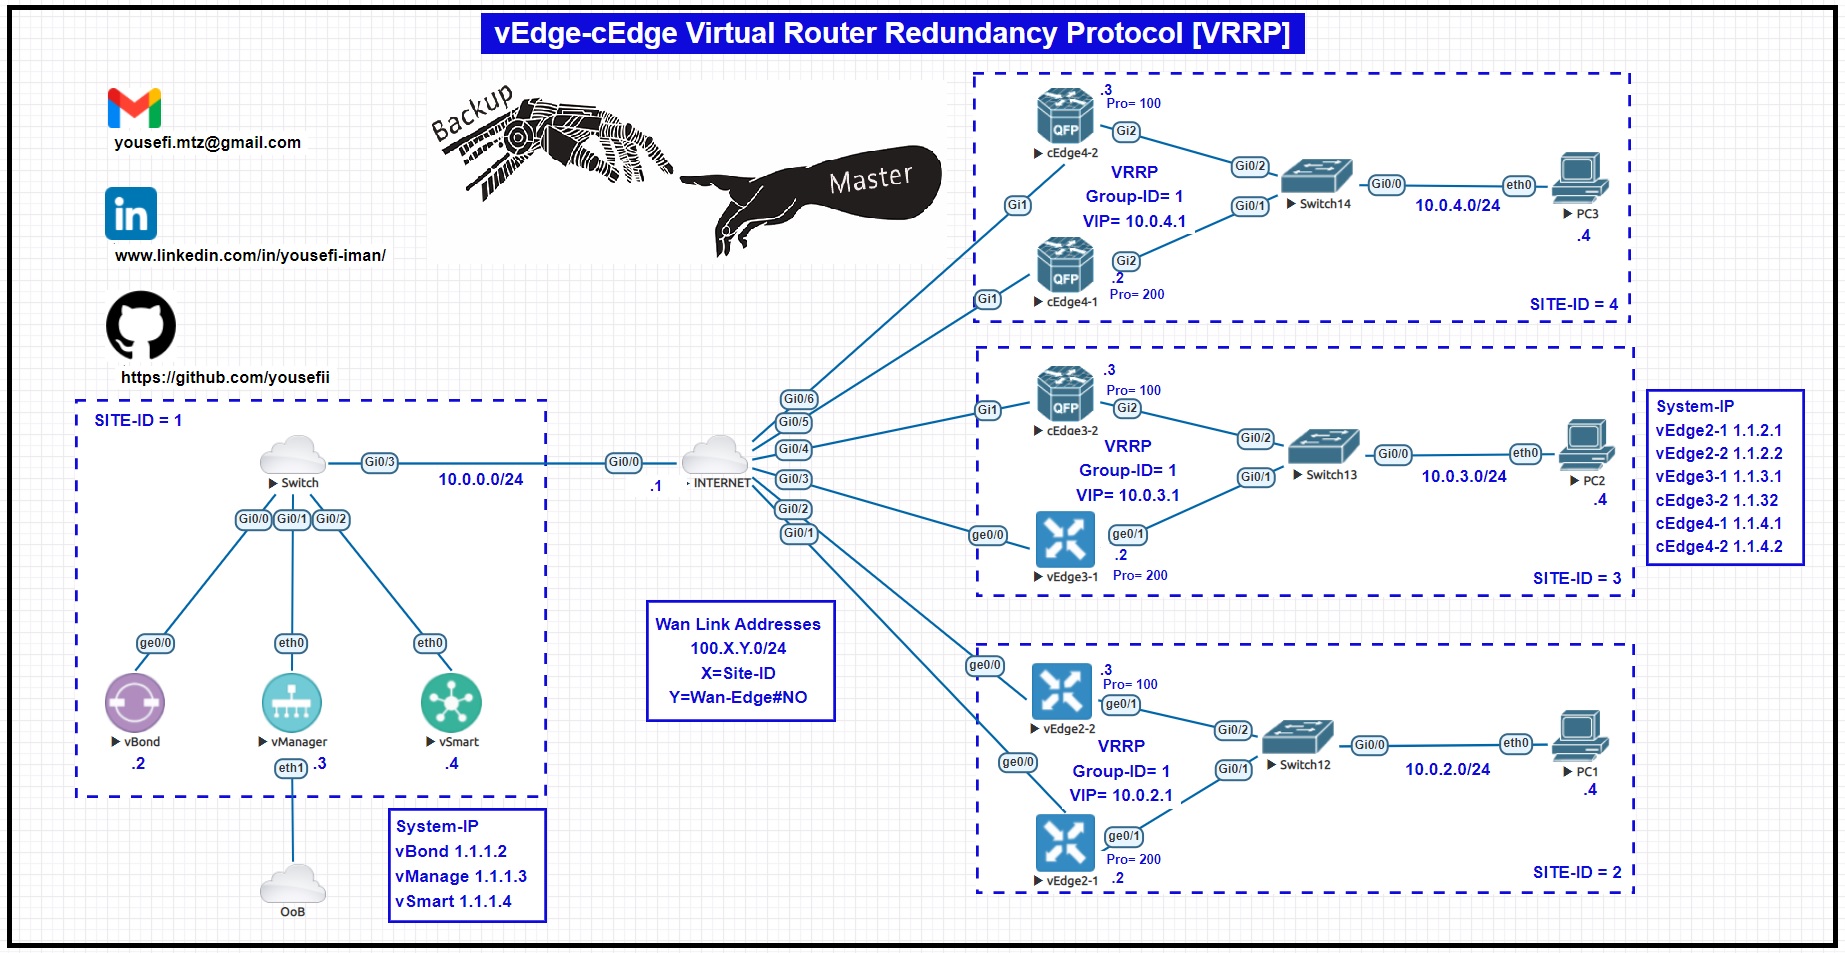 vEdge-cEdge Virtual Router Redundancy Protocol [VRRP]
yousefi.mtz@gmail.com
in
www.linkedin.com/in/yousefi-iman/
https://github.com/yousefii
Backup
Master
.3
Pro= 100
QFP
cEdge4-2
Gi2
Gi1
VRRP
Group-ID= 1
VIP= 10.0.4.1
Gi0/2
Gi0/1
Switch14
Gi0/0
eth0
10.0.4.0/24
PC3
.4
QFP
cEdge4-1
Gi2
.2
Pro= 200
Gi1
SITE-ID = 4
.3
Pro= 100
QFP
cEdge3-2
Gi2
Gi1
VRRP
Group-ID= 1
VIP= 10.0.3.1
Gi0/2
Gi0/1
Switch13
Gi0/0
eth0
10.0.3.0/24
PC2
.4
ge0/0
ge0/1
vEdge3-1
.2
Pro= 200
SITE-ID = 3
System-IP
vEdge2-1 1.1.2.1
vEdge2-2 1.1.2.2
vEdge3-1 1.1.3.1
cEdge3-2 1.1.32
cEdge4-1 1.1.4.1
cEdge4-2 1.1.4.2
SITE-ID = 1
Switch
Gi0/3
10.0.0.0/24
Gi0/0
.1
INTERNET
Gi0/6
Gi0/5
Gi0/4
Gi0/3
Gi0/2
Gi0/1
Gi0/0
Gi0/1
Gi0/2
ge0/0
eth0
eth0
vBond
vManager
vSmart
.2
eth1
.3
.4
OoB
System-IP
vBond 1.1.1.2
vManage 1.1.1.3
vSmart 1.1.1.4
Wan Link Addresses
100.X.Y.0/24
X=Site-ID
Y=Wan-Edge#NO
ge0/0
.3
Pro= 100
ge0/1
vEdge2-2
ge0/0
VRRP
Group-ID= 1
VIP= 10.0.2.1
Gi0/2
Gi0/1
Switch12
Gi0/0
eth0
10.0.2.0/24
PC1
.4
ge0/1
Pro= 200
.2
vEdge2-1
SITE-ID = 2